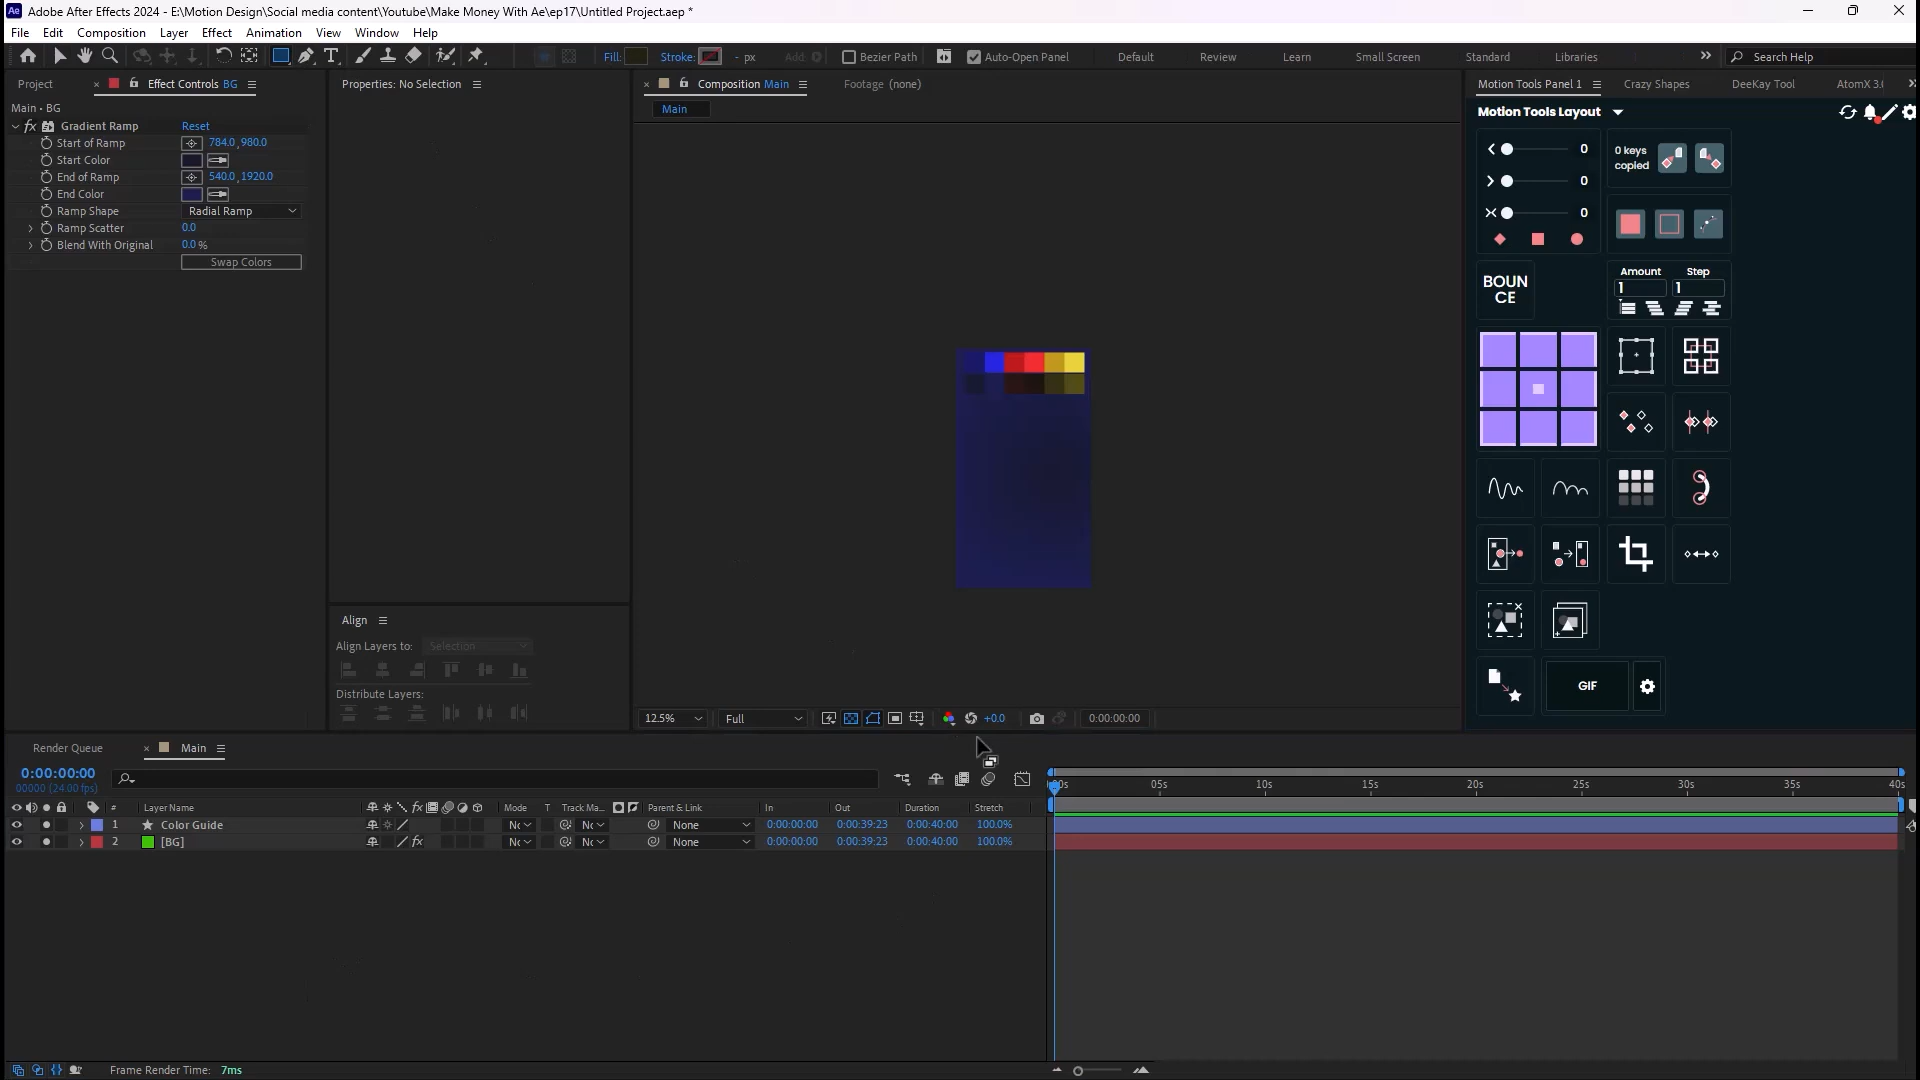 Adobe After Effects 2024 - E:\Motion Design\Social media content\Youtube\Make Money With Ae\ep17\Untitled Project.aep *
File Edit Composition Layer Effect Animation View Window Help
Fill: Stroke: - px Add: Bezier Path Auto-Open Panel Default Review Learn Small Screen Standard Libraries Search Help
Project Effect Controls BG Properties: No Selection Composition Main Footage (none) Motion Tools Panel 1 Crazy Shapes DeeKay Tool
Main • BG
Main
Motion Tools Layout
Gradient Ramp Reset
Start of Ramp 784.0, 980.0
Start Color
End of Ramp 540.0, 1920.0
End Color
Ramp Shape Radial Ramp
Ramp Scatter 0.0
Blend With Original 0.0 %
Swap Colors
0
0
0
0 keys
copied
BOUN
CE
Amount Step
1 1
GIF
Align
Align Layers to: Selection
Distribute Layers:
12.5% Full +0.0 0:00:00:00
Render Queue Main
0:00:00:00
00000 (24.00 fps)
00s 05s 10s 15s 20s 25s 30s 35s 40s
# Layer Name Mode T Track Ma... Parent & Link In Out Duration Stretch
1 Color Guide None 0:00:00:00 0:00:39:23 0:00:40:00 100.0%
2 [BG] None 0:00:00:00 0:00:39:23 0:00:40:00 100.0%
Frame Render Time: 7ms